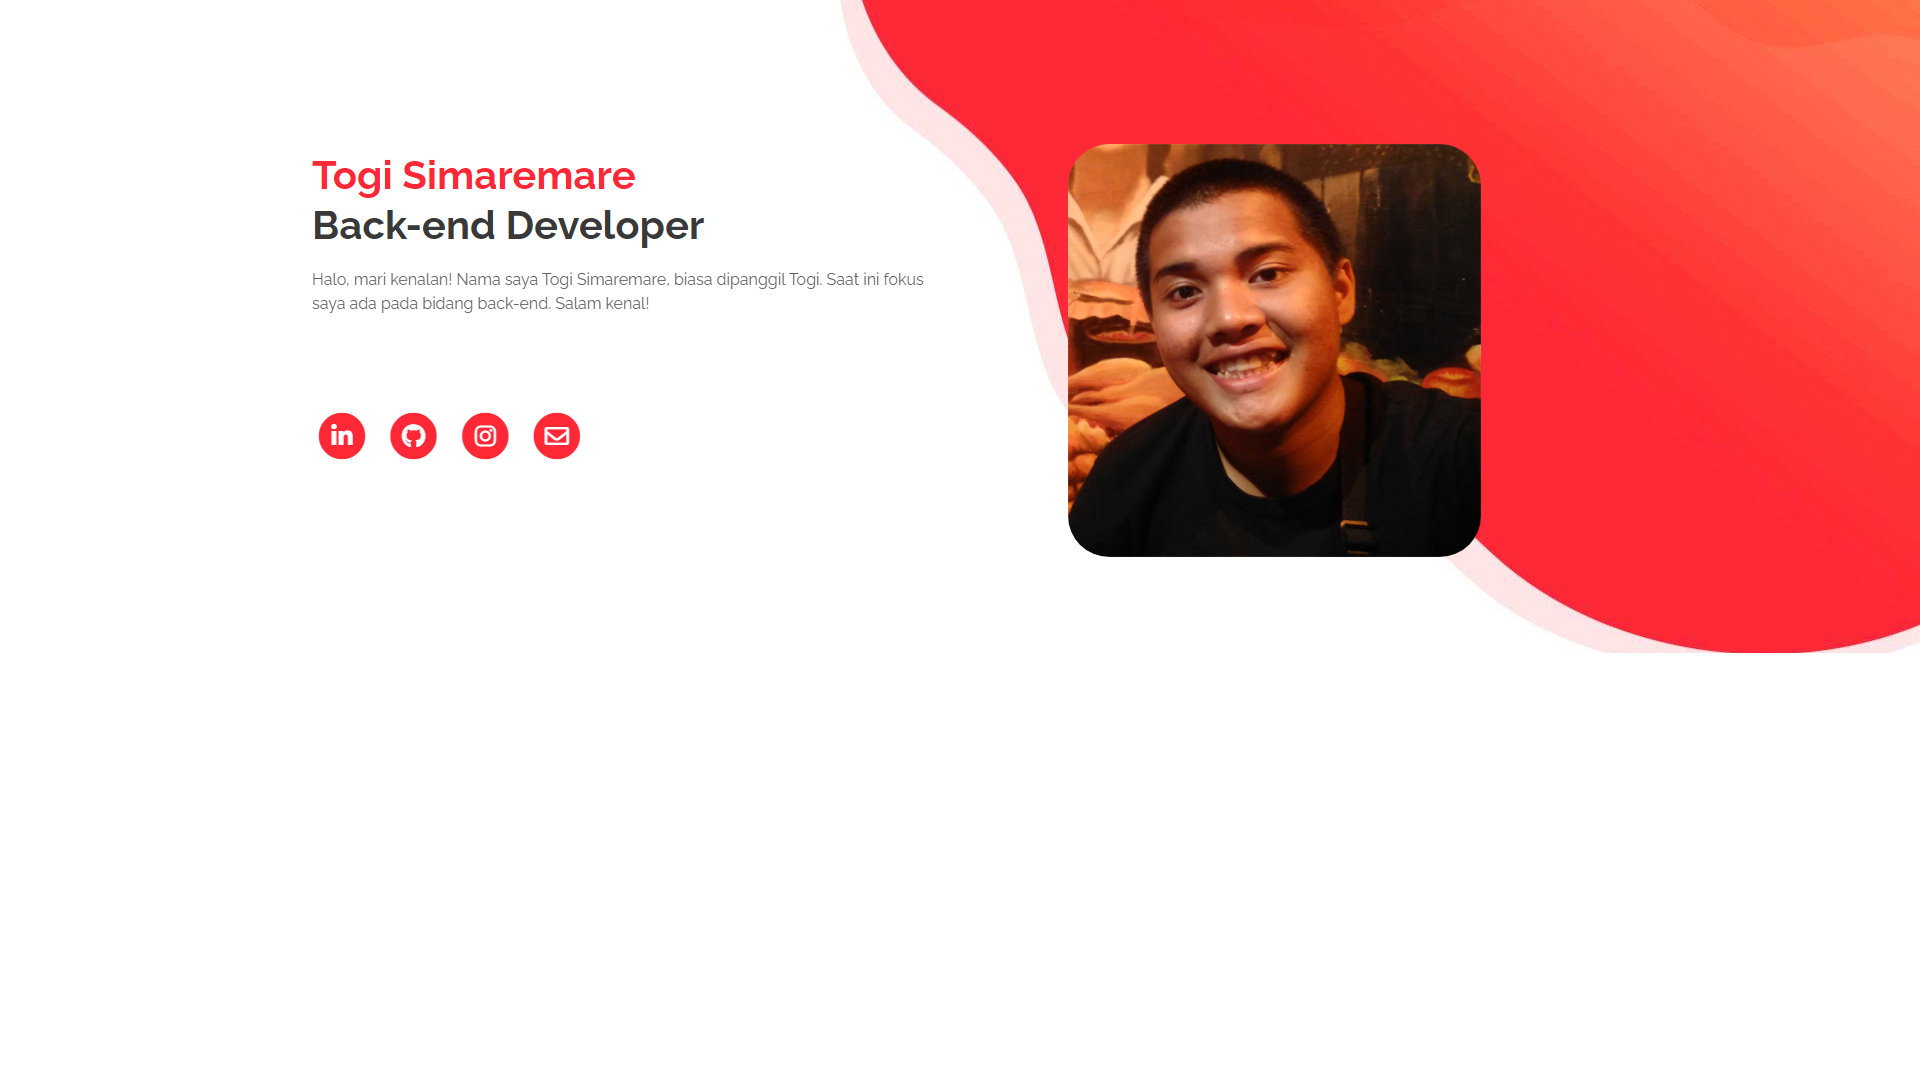 Togi Simaremare
Back-end Developer
Halo, mari kenalan! Nama saya Togi Simaremare, biasa dipanggil Togi. Saat ini fokus
saya ada pada bidang back-end. Salam kenal!